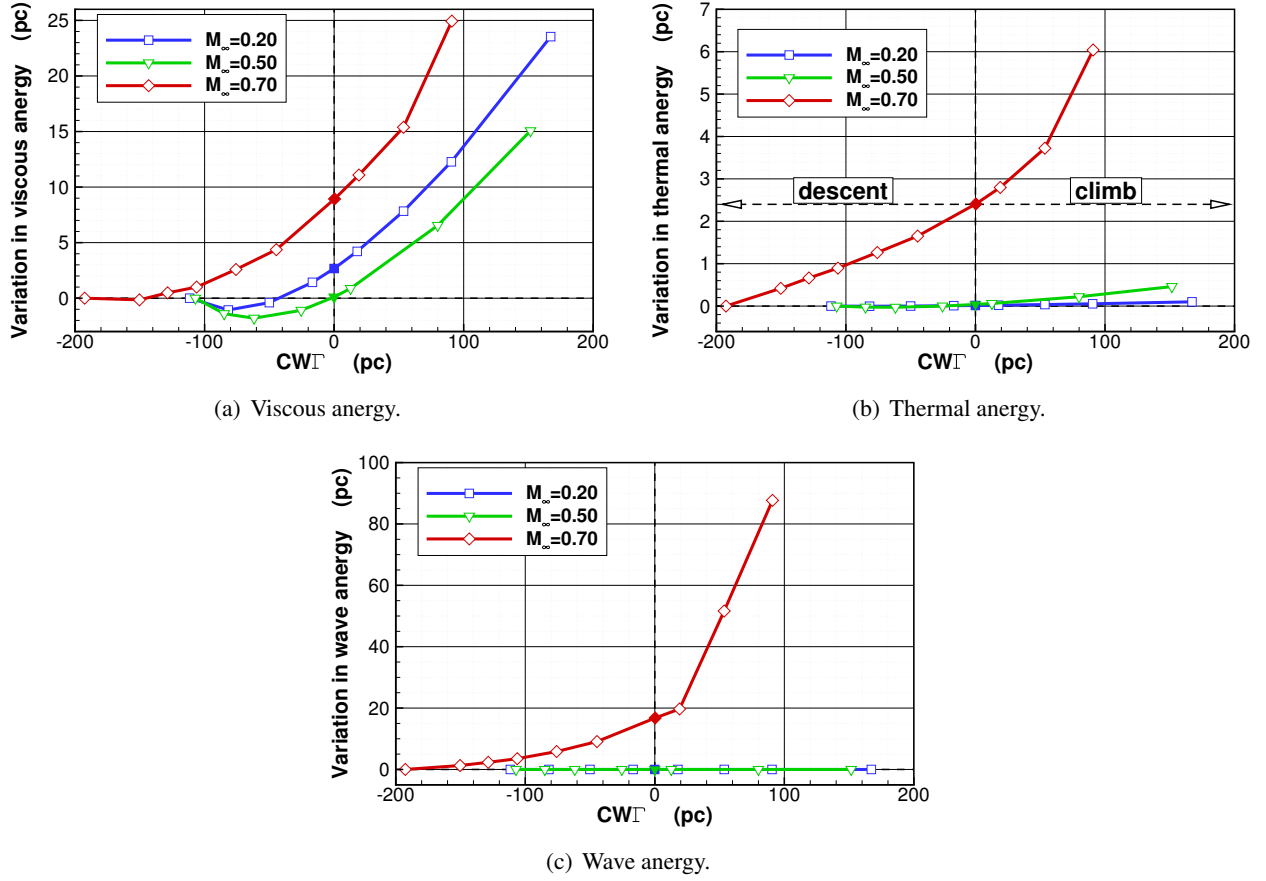 Variation in viscous anergy (pc)
25
20
15
10
5
0
M∞=0.20
M∞=0.50
M∞=0.70
-200
-100
0
100
200
CWΓ (pc)
(a) Viscous anergy.
Variation in thermal anergy (pc)
7
6
5
4
3
2
1
0
M∞=0.20
M∞=0.50
M∞=0.70
descent
climb
-200
-100
0
100
200
CWΓ (pc)
(b) Thermal anergy.
Variation in wave anergy (pc)
100
80
60
40
20
0
M∞=0.20
M∞=0.50
M∞=0.70
-200
-100
0
100
200
CWΓ (pc)
(c) Wave anergy.